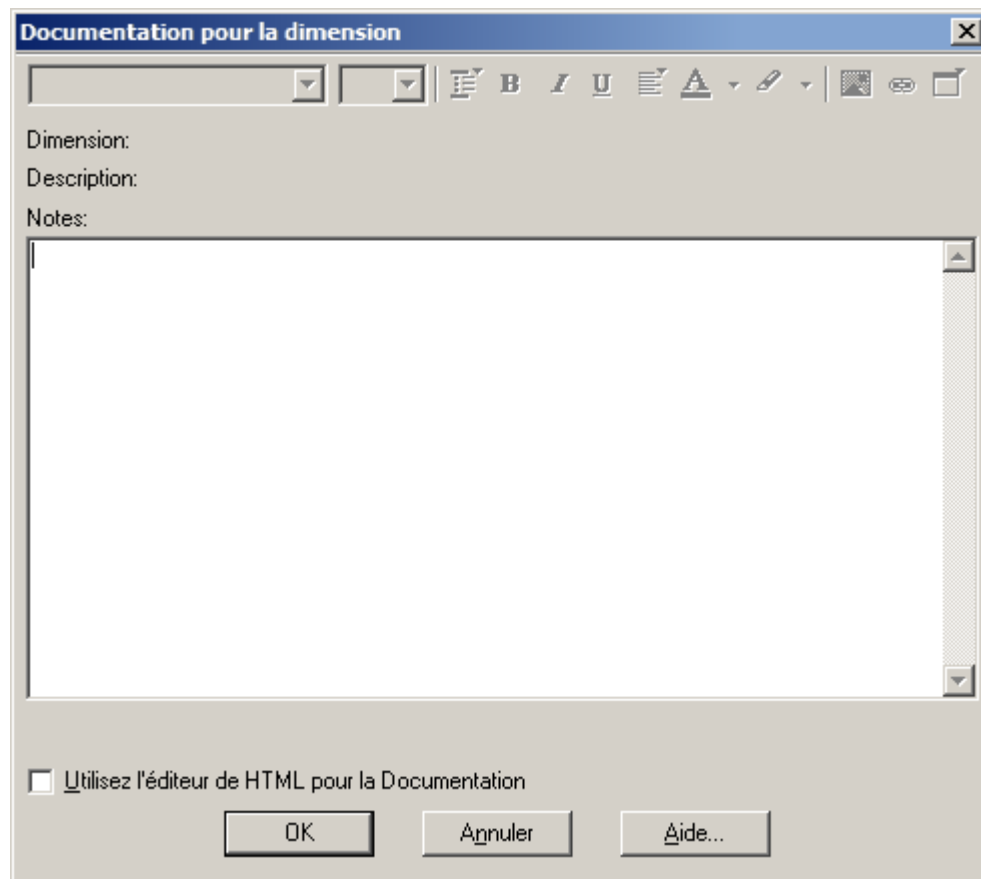 Documentation pour la dimension
B I U A
Dimension:
Description:
Notes:
Utilisez l'éditeur de HTML pour la Documentation
OK Annuler Aide...